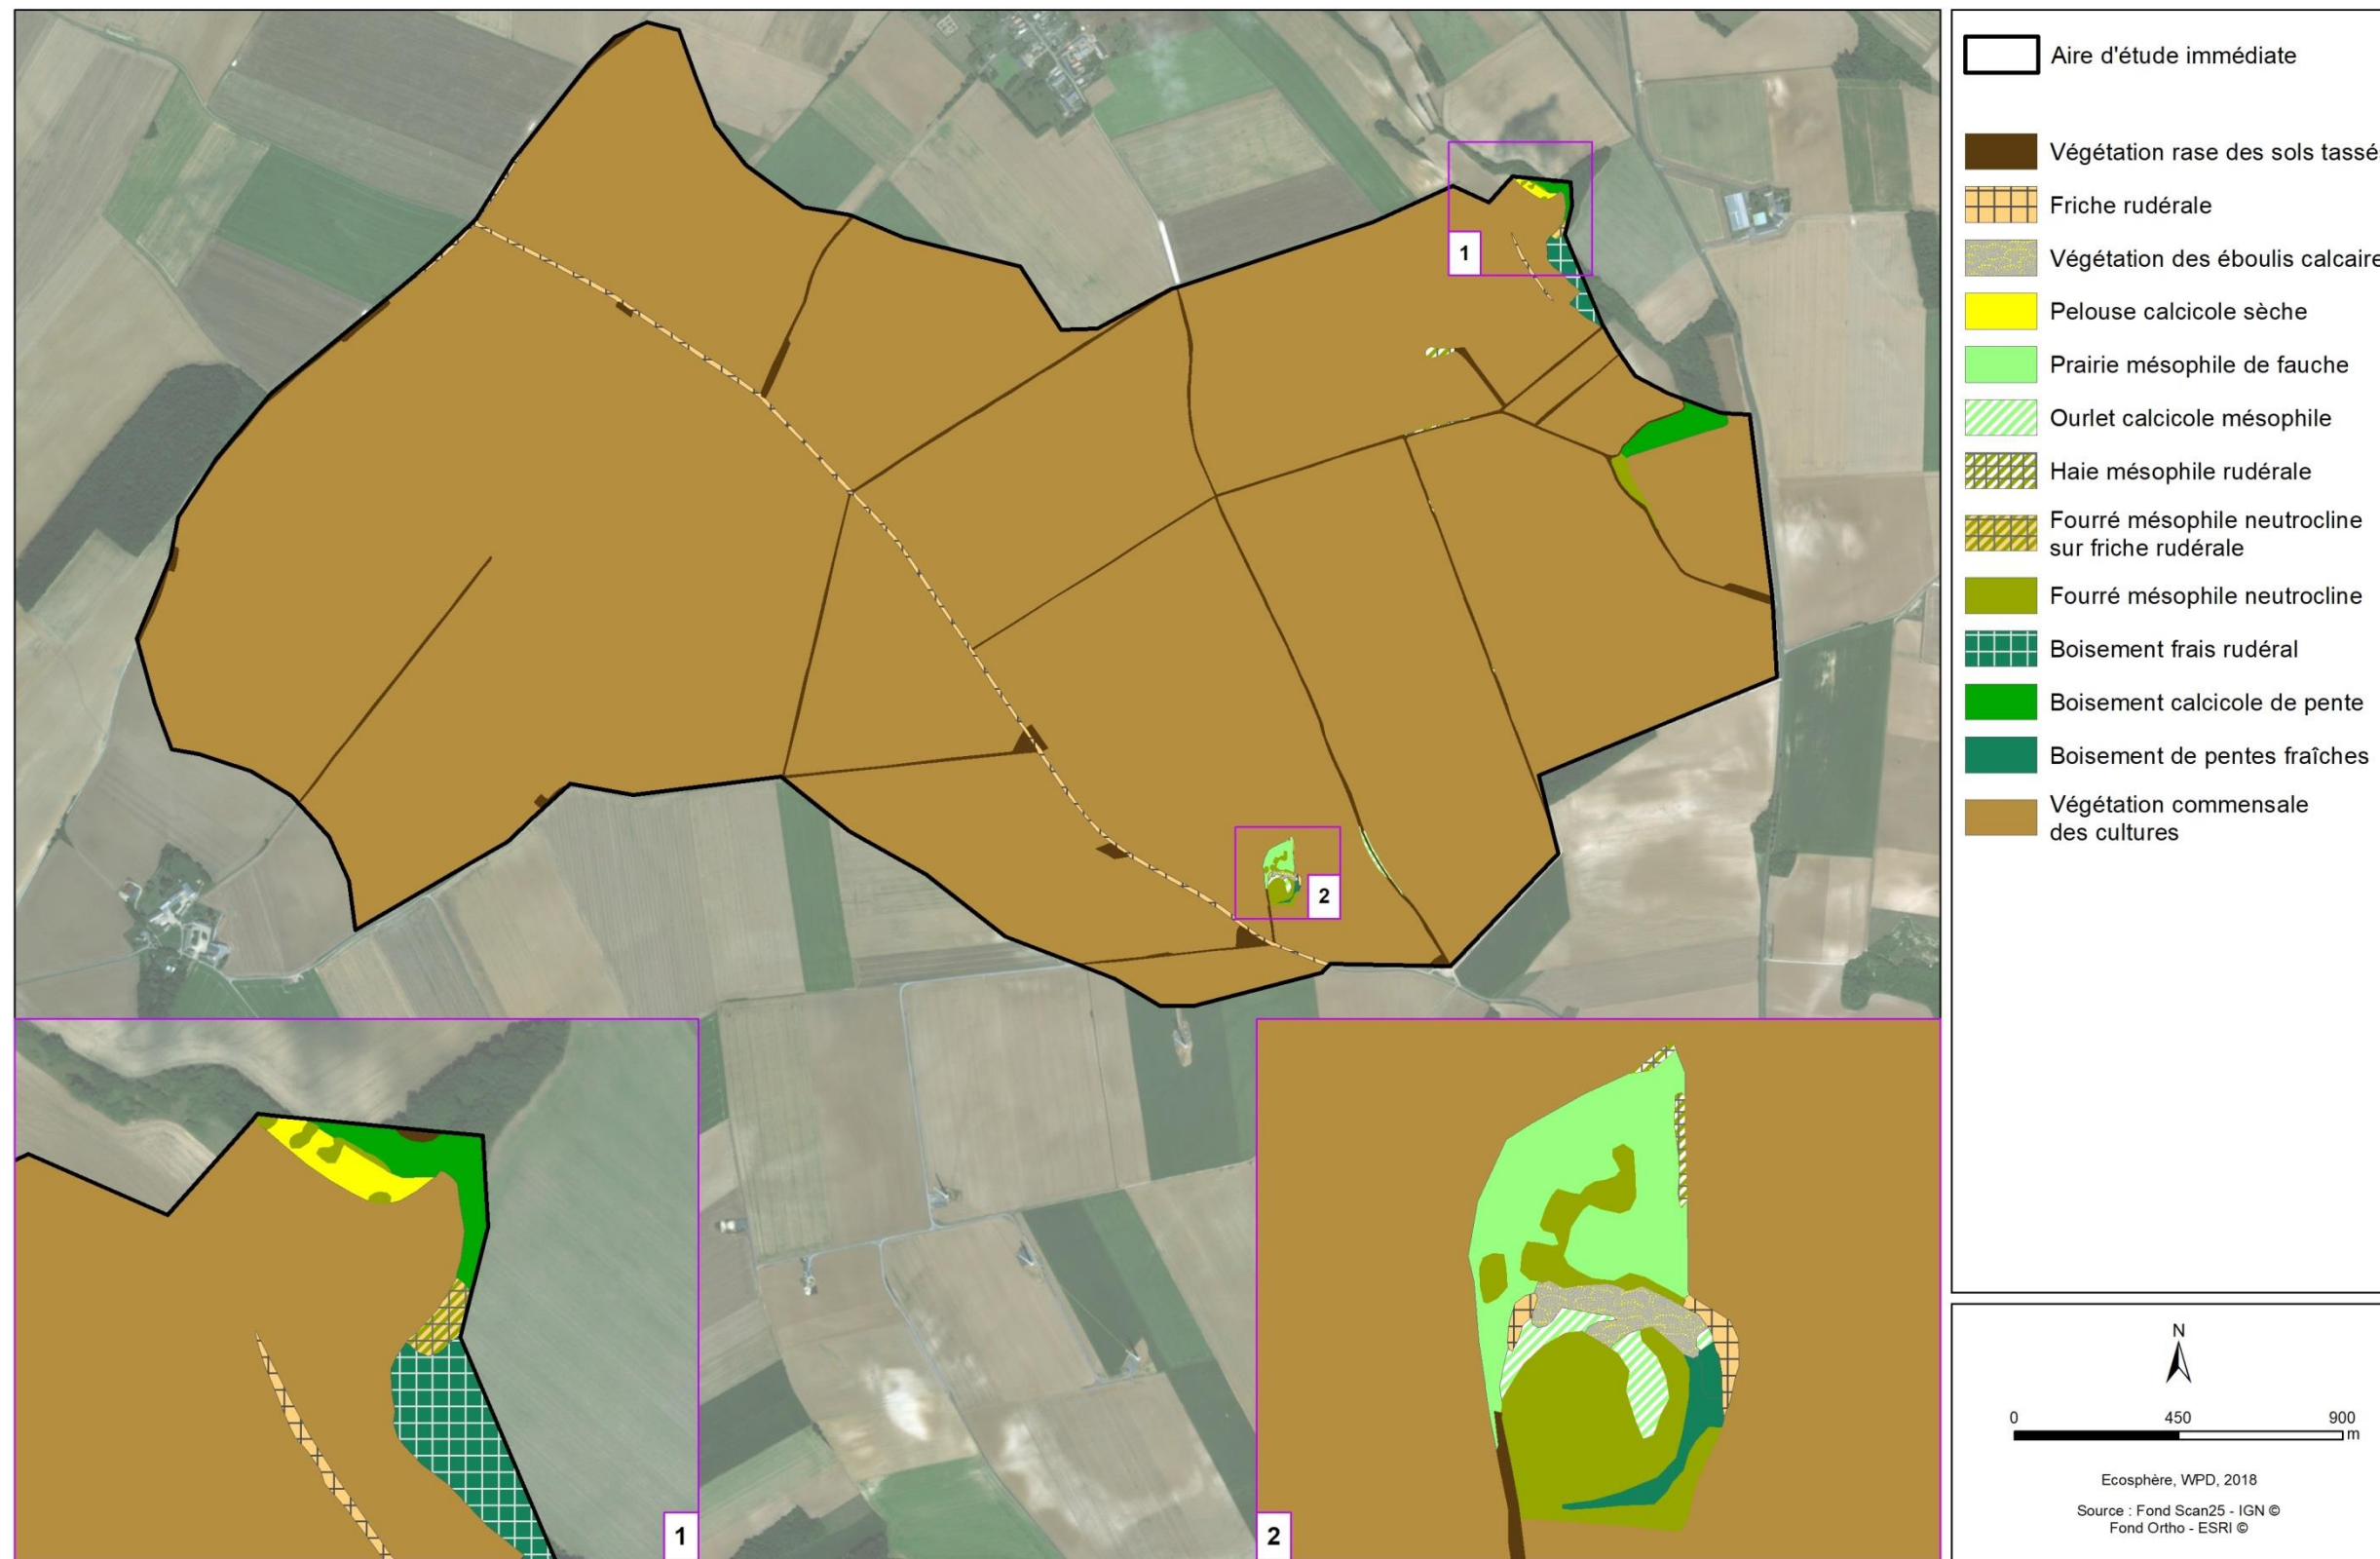 Aire d'étude immédiate
Végétation rase des sols tassé
Friche rudérale
Végétation des éboulis calcaire
Pelouse calcicole sèche
Prairie mésophile de fauche
Ourlet calcicole mésophile
Haie mésophile rudérale
Fourré mésophile neutrocline
sur friche rudérale
Fourré mésophile neutrocline
Boisement frais rudéral
Boisement calcicole de pente
Boisement de pentes fraîches
Végétation commensale
des cultures
1
2
1
2
N
0 450 900
m
Ecosphère, WPD, 2018
Source : Fond Scan25 - IGN ©
Fond Ortho - ESRI ©